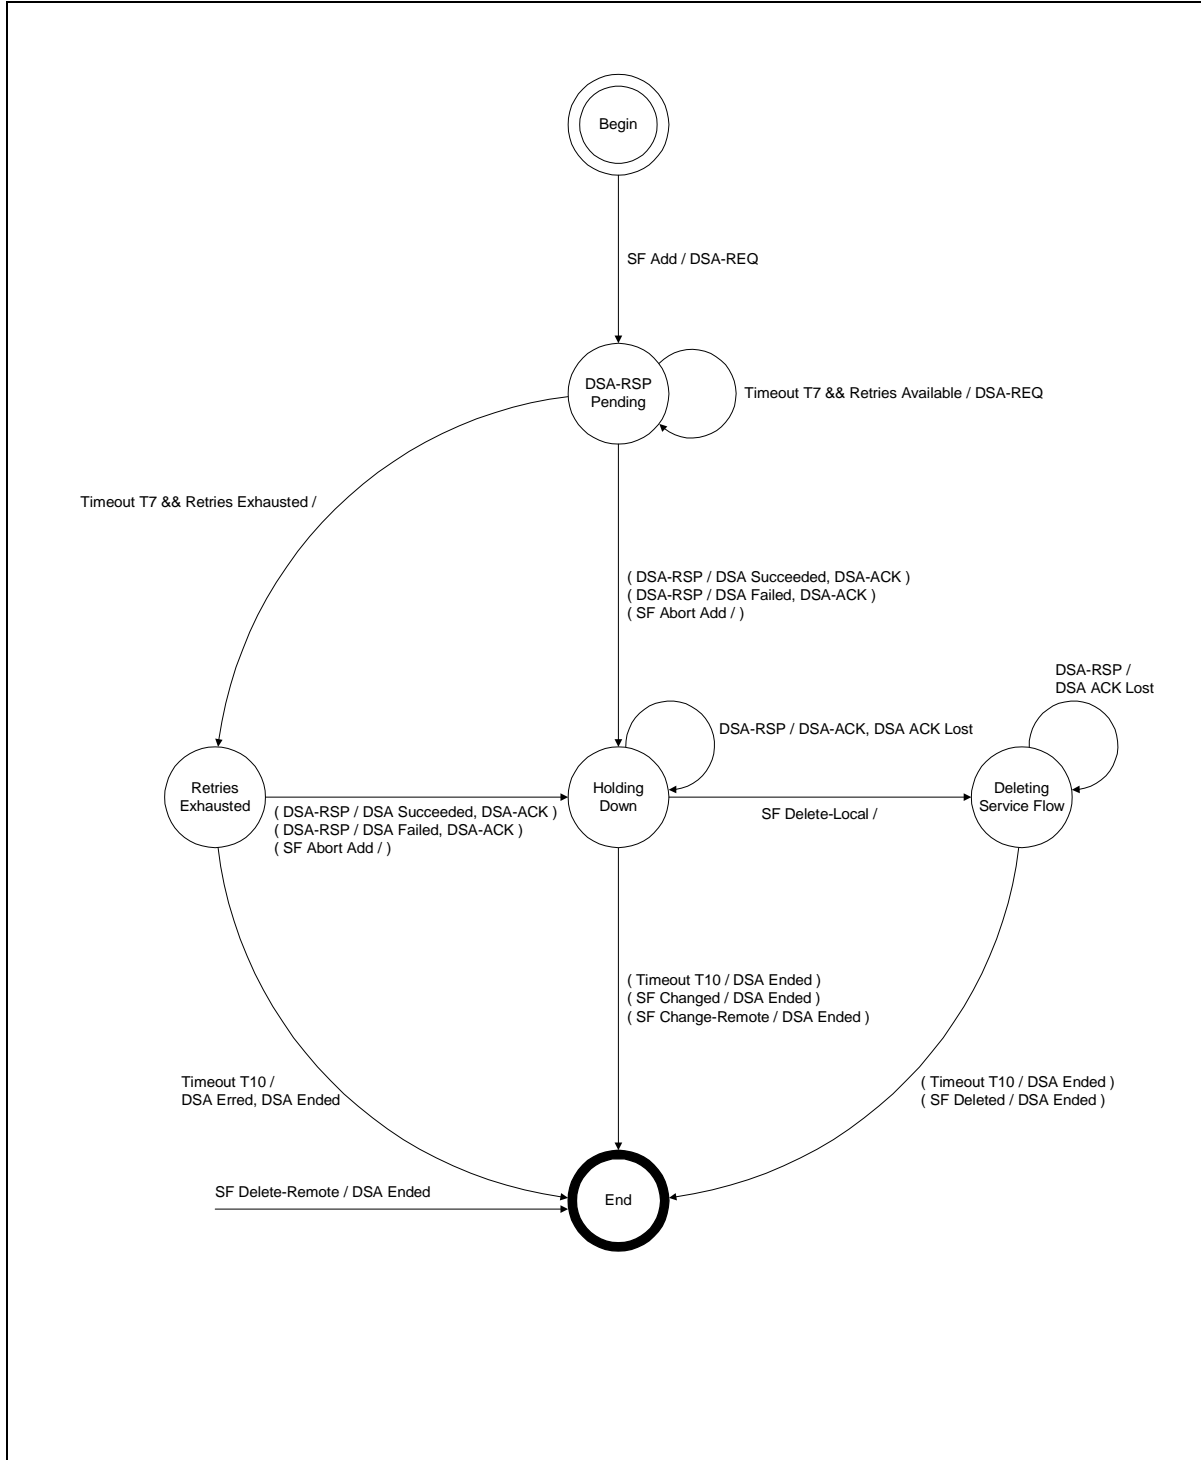 Begin
SF Add / DSA-REQ
DSA-RSP
Pending
Timeout T7 && Retries Available / DSA-REQ
Timeout T7 && Retries Exhausted /
( DSA-RSP / DSA Succeeded, DSA-ACK )
( DSA-RSP / DSA Failed, DSA-ACK )
( SF Abort Add / )
DSA-RSP /
DSA ACK Lost
DSA-RSP / DSA-ACK, DSA ACK Lost
Retries
Exhausted
Holding
Down
Deleting
Service Flow
( DSA-RSP / DSA Succeeded, DSA-ACK )
( DSA-RSP / DSA Failed, DSA-ACK )
( SF Abort Add / )
SF Delete-Local /
( Timeout T10 / DSA Ended )
( SF Changed / DSA Ended )
( SF Change-Remote / DSA Ended )
Timeout T10 /
DSA Erred, DSA Ended
( Timeout T10 / DSA Ended )
( SF Deleted / DSA Ended )
SF Delete-Remote / DSA Ended
End